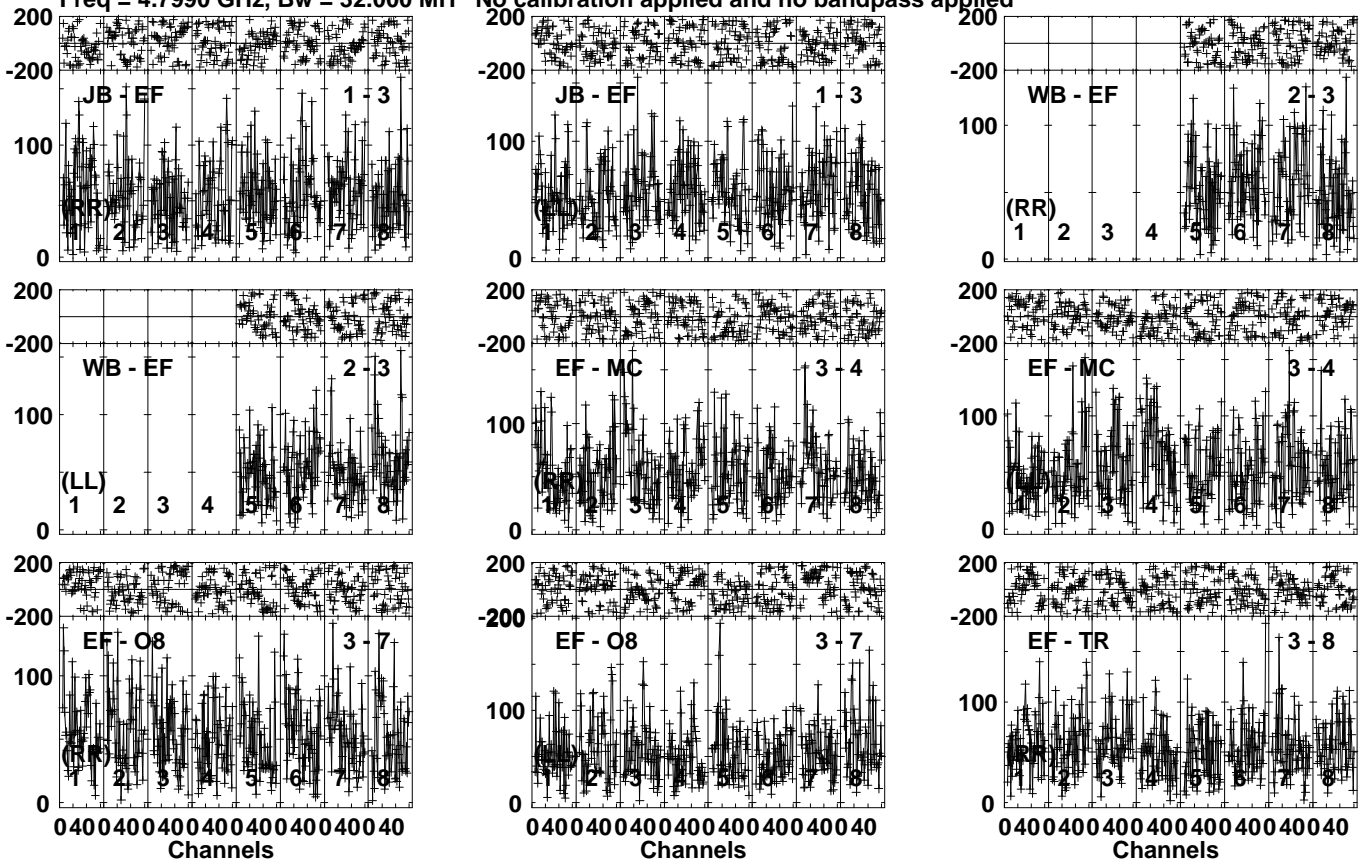 Freq = 4.7990 GHz, Bw = 32.000 MH No calibration applied and no bandpass applied
200 200 200
-200 -200 -200
JB - EF 1 - 3 JB - EF 1 - 3 WB - EF 2 - 3
100 100 100
(RR) (LL) (RR)
1 2 3 4 5 6 7 8 1 2 3 4 5 6 7 8 1 2 3 4 5 6 7 8
0 0 0
200 200 200
-200 -200 -200
WB - EF 2 - 3 EF - MC 3 - 4 EF - MC 3 - 4
100 100 100
(LL) (RR) (LL)
1 2 3 4 5 6 7 8 1 2 3 4 5 6 7 8 1 2 3 4 5 6 7 8
0 0 0
200 200 200
-200 -200 200 -200
EF - O8 3 - 7 EF - O8 3 - 7 EF - TR 3 - 8
100 100 100
(RR) (LL) (RR)
1 2 3 4 5 6 7 8 1 2 3 4 5 6 7 8 1 2 3 4 5 6 7 8
0 0 0
0 40 0 40 0 40 0 40 0 40 0 40 0 40 0 40 0 40 0 40 0 40 0 40 0 40 0 40 0 40 0 40 0 40 0 40 0 40 0 40 0 40 0 40 0 40 0 40
Channels Channels Channels